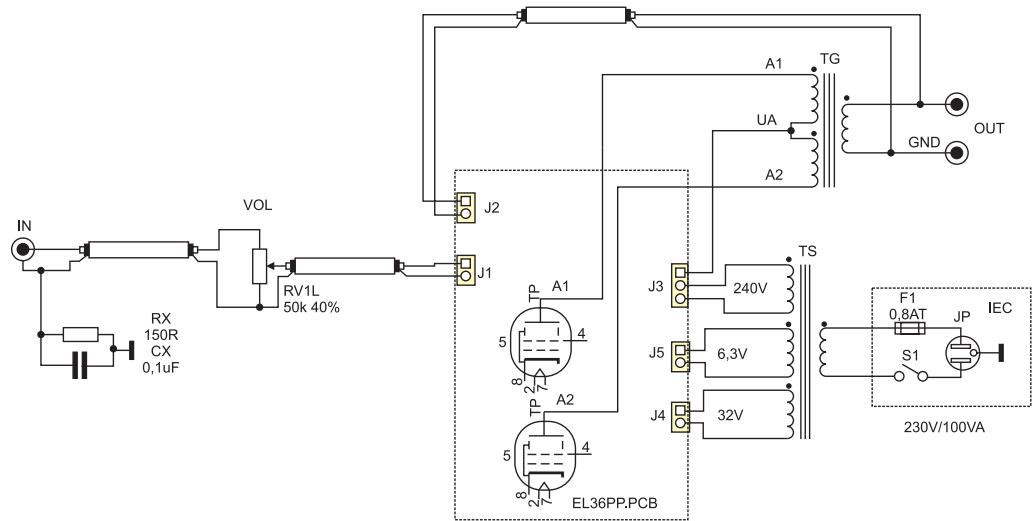 A1
TG
UA
OUT
GND
A2
J2
IN
VOL
J1
RV1L
50k 40%
RX
150R
CX
0,1uF
TS
J3
240V
F1
0,8AT
IEC
JP
S1
J5
6,3V
J4
32V
230V/100VA
TP
A1
5
4
8
2
7
TP
A2
5
4
8
2
7
EL36PP.PCB